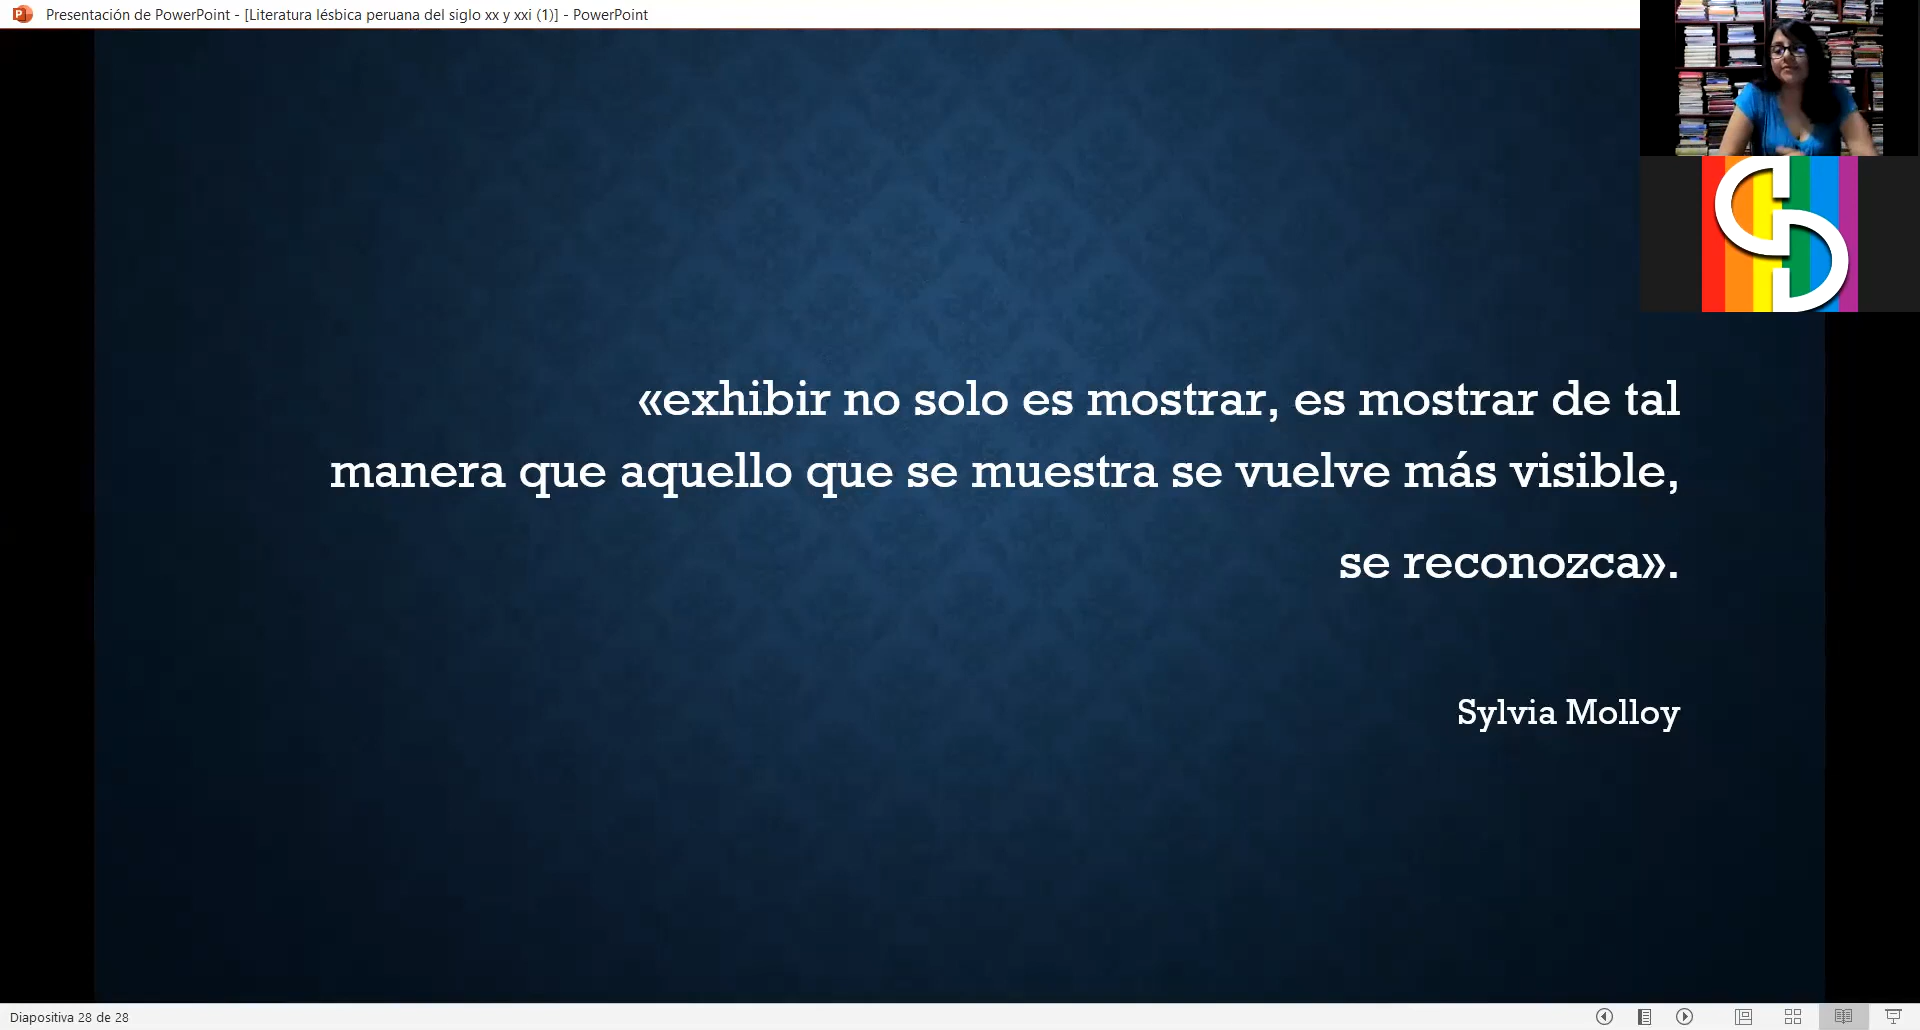 Presentación de PowerPoint - [Literatura lésbica peruana del siglo xx y xxi (1)] - PowerPoint
«exhibir no solo es mostrar, es mostrar de tal
manera que aquello que se muestra se vuelve más visible,
se reconozca».
Sylvia Molloy
Diapositiva 28 de 28